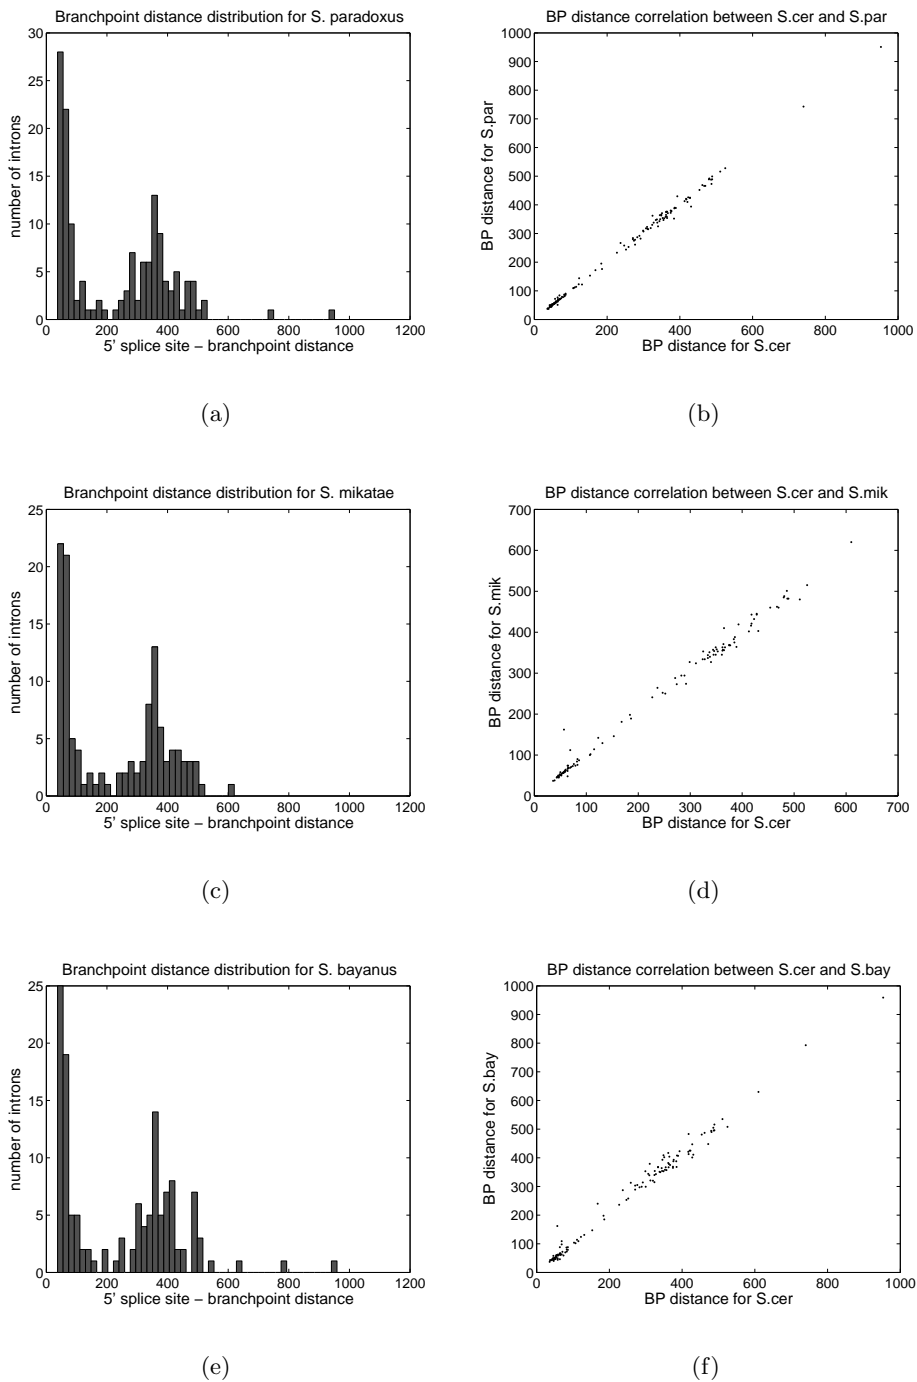 Branchpoint distance distribution for S. paradoxus
30
25
20
15
10
5
0
number of introns
0 200 400 600 800 1000 1200
5' splice site – branchpoint distance
(a)
BP distance correlation between S.cer and S.par
1000
900
800
700
600
500
400
300
200
100
0
BP distance for S.par
0 200 400 600 800 1000
BP distance for S.cer
(b)
Branchpoint distance distribution for S. mikatae
25
20
15
10
5
0
number of introns
0 200 400 600 800 1000 1200
5' splice site – branchpoint distance
(c)
BP distance correlation between S.cer and S.mik
700
600
500
400
300
200
100
0
BP distance for S.mik
0 100 200 300 400 500 600 700
BP distance for S.cer
(d)
Branchpoint distance distribution for S. bayanus
25
20
15
10
5
0
number of introns
0 200 400 600 800 1000 1200
5' splice site – branchpoint distance
(e)
BP distance correlation between S.cer and S.bay
1000
900
800
700
600
500
400
300
200
100
0
BP distance for S.bay
0 200 400 600 800 1000
BP distance for S.cer
(f)